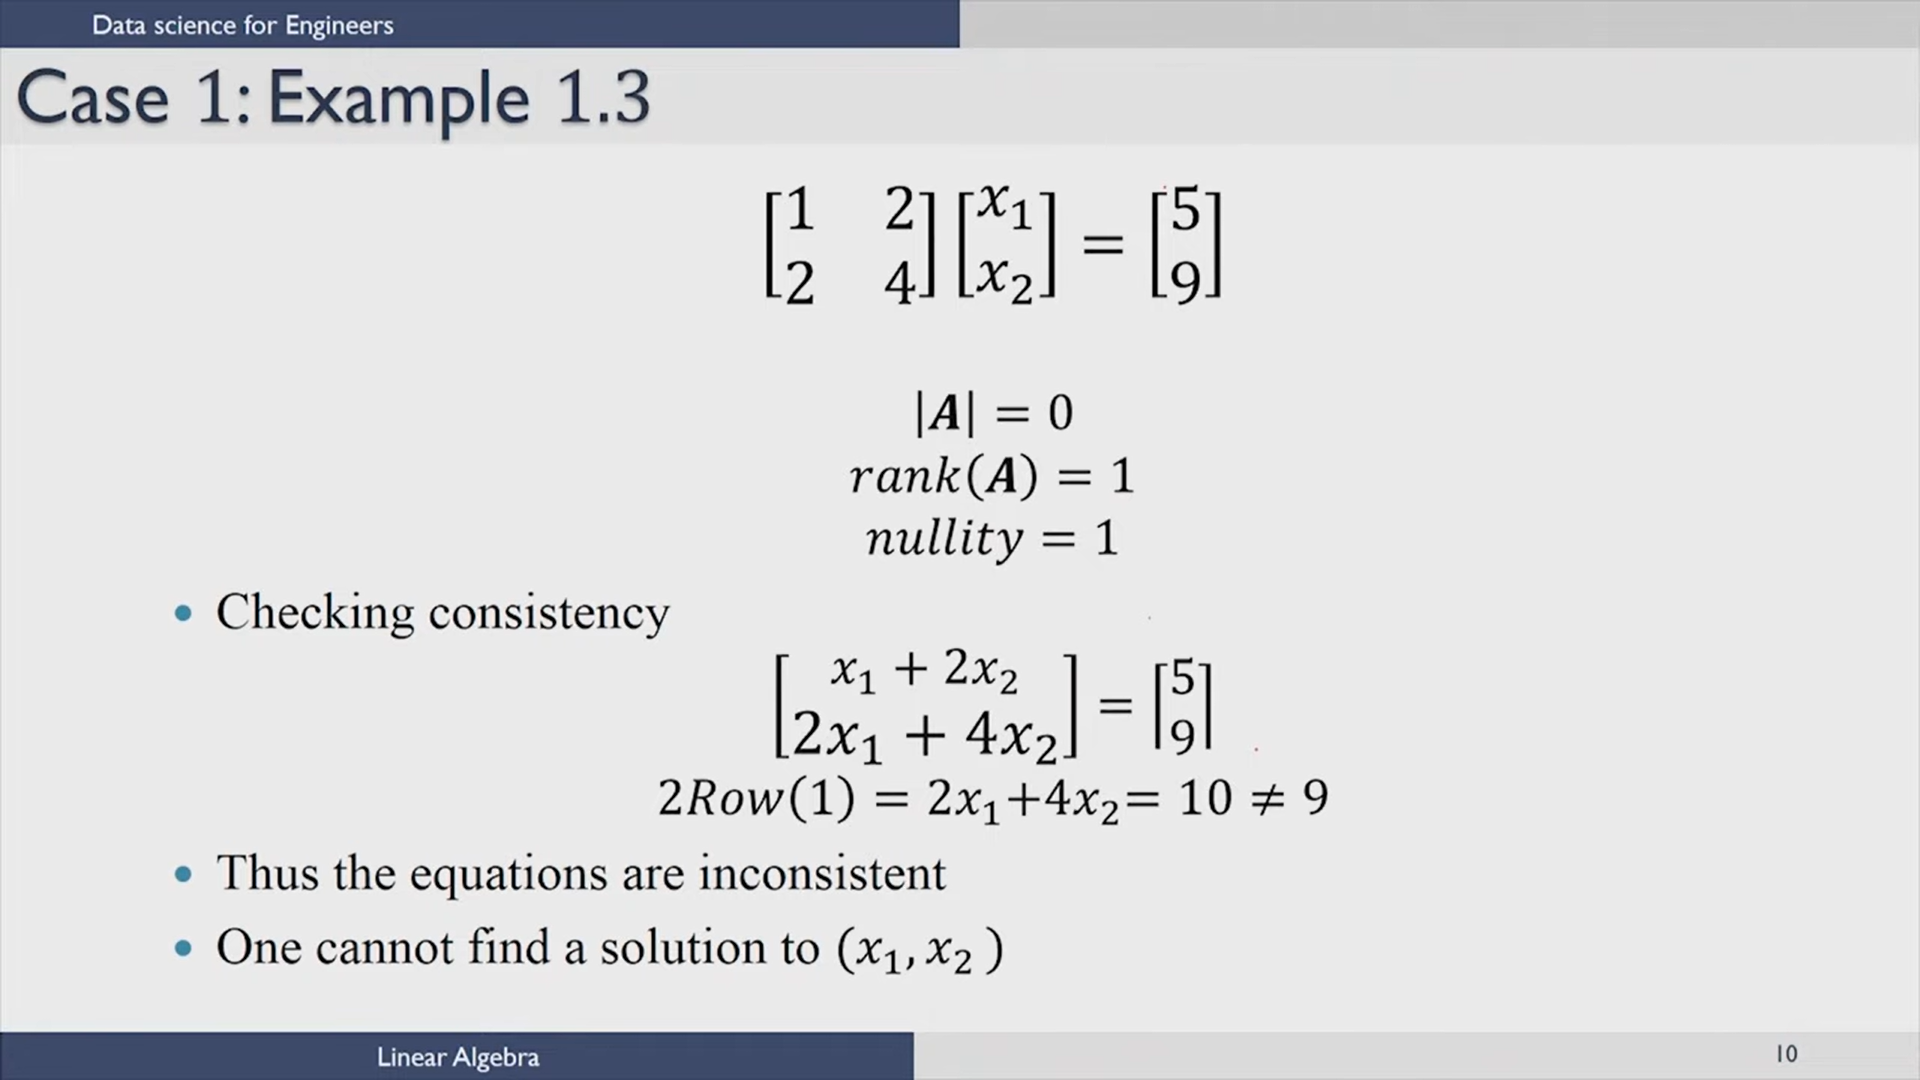 Data science for Engineers
Case 1: Example 1.3
[1 2; 2 4] [x₁; x₂] = [5; 9]
|A| = 0
rank(A) = 1
nullity = 1
• Checking consistency
[x₁ + 2x₂; 2x₁ + 4x₂] = [5; 9]
2Row(1) = 2x₁+4x₂= 10 ≠ 9
• Thus the equations are inconsistent
• One cannot find a solution to (x₁, x₂ )
Linear Algebra
10